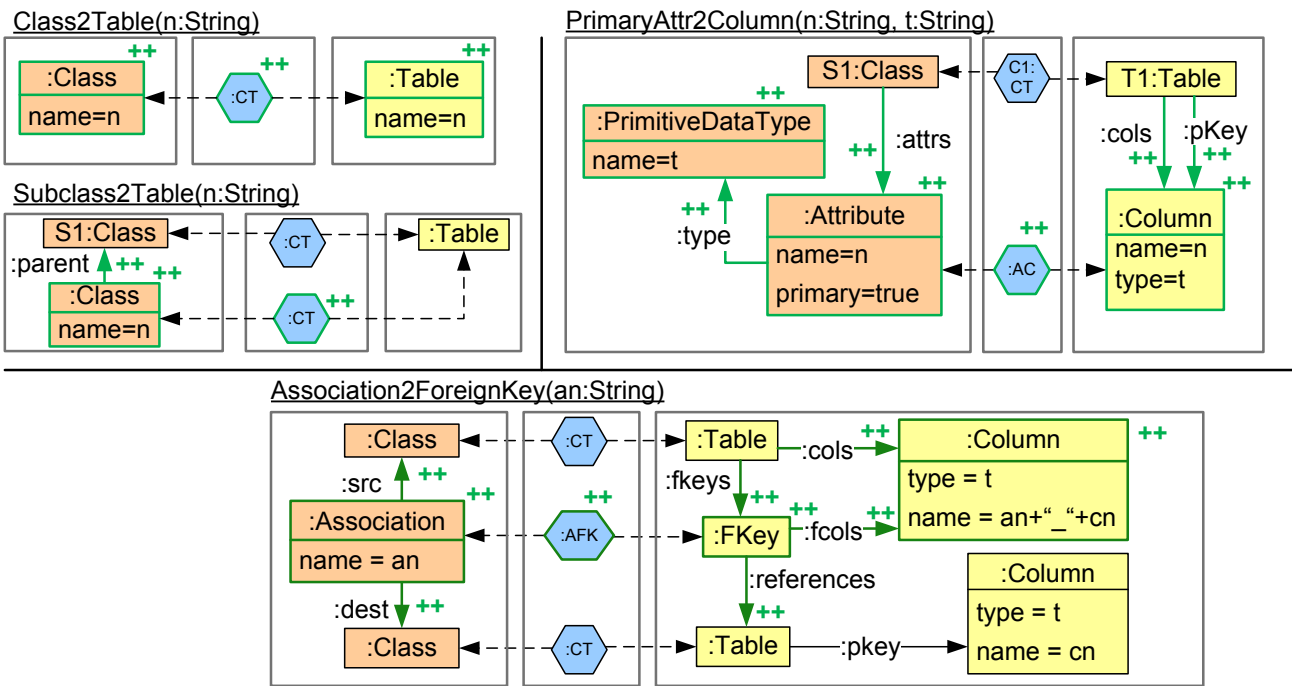 Class2Table(n:String)
++
:Class
name=n
++
:CT
++
:Table
name=n
Subclass2Table(n:String)
S1:Class
:CT
:Table
:parent
++
++
:Class
name=n
++
:CT
PrimaryAttr2Column(n:String, t:String)
S1:Class
C1:
CT
T1:Table
++
:PrimitiveDataType
name=t
:attrs
++
:cols
++
:pKey
++
++
:type
++
:Attribute
name=n
primary=true
++
:AC
++
:Column
name=n
type=t
Association2ForeignKey(an:String)
:Class
:CT
:Table
:cols
++
:Column
++
type = t
name = an+“_“+cn
:src
++
:fkeys
++
++
:Association
name = an
++
:AFK
++
:FKey
++
:fcols
++
:dest
++
:references
++
:Class
:CT
:Table
:pkey
:Column
type = t
name = cn